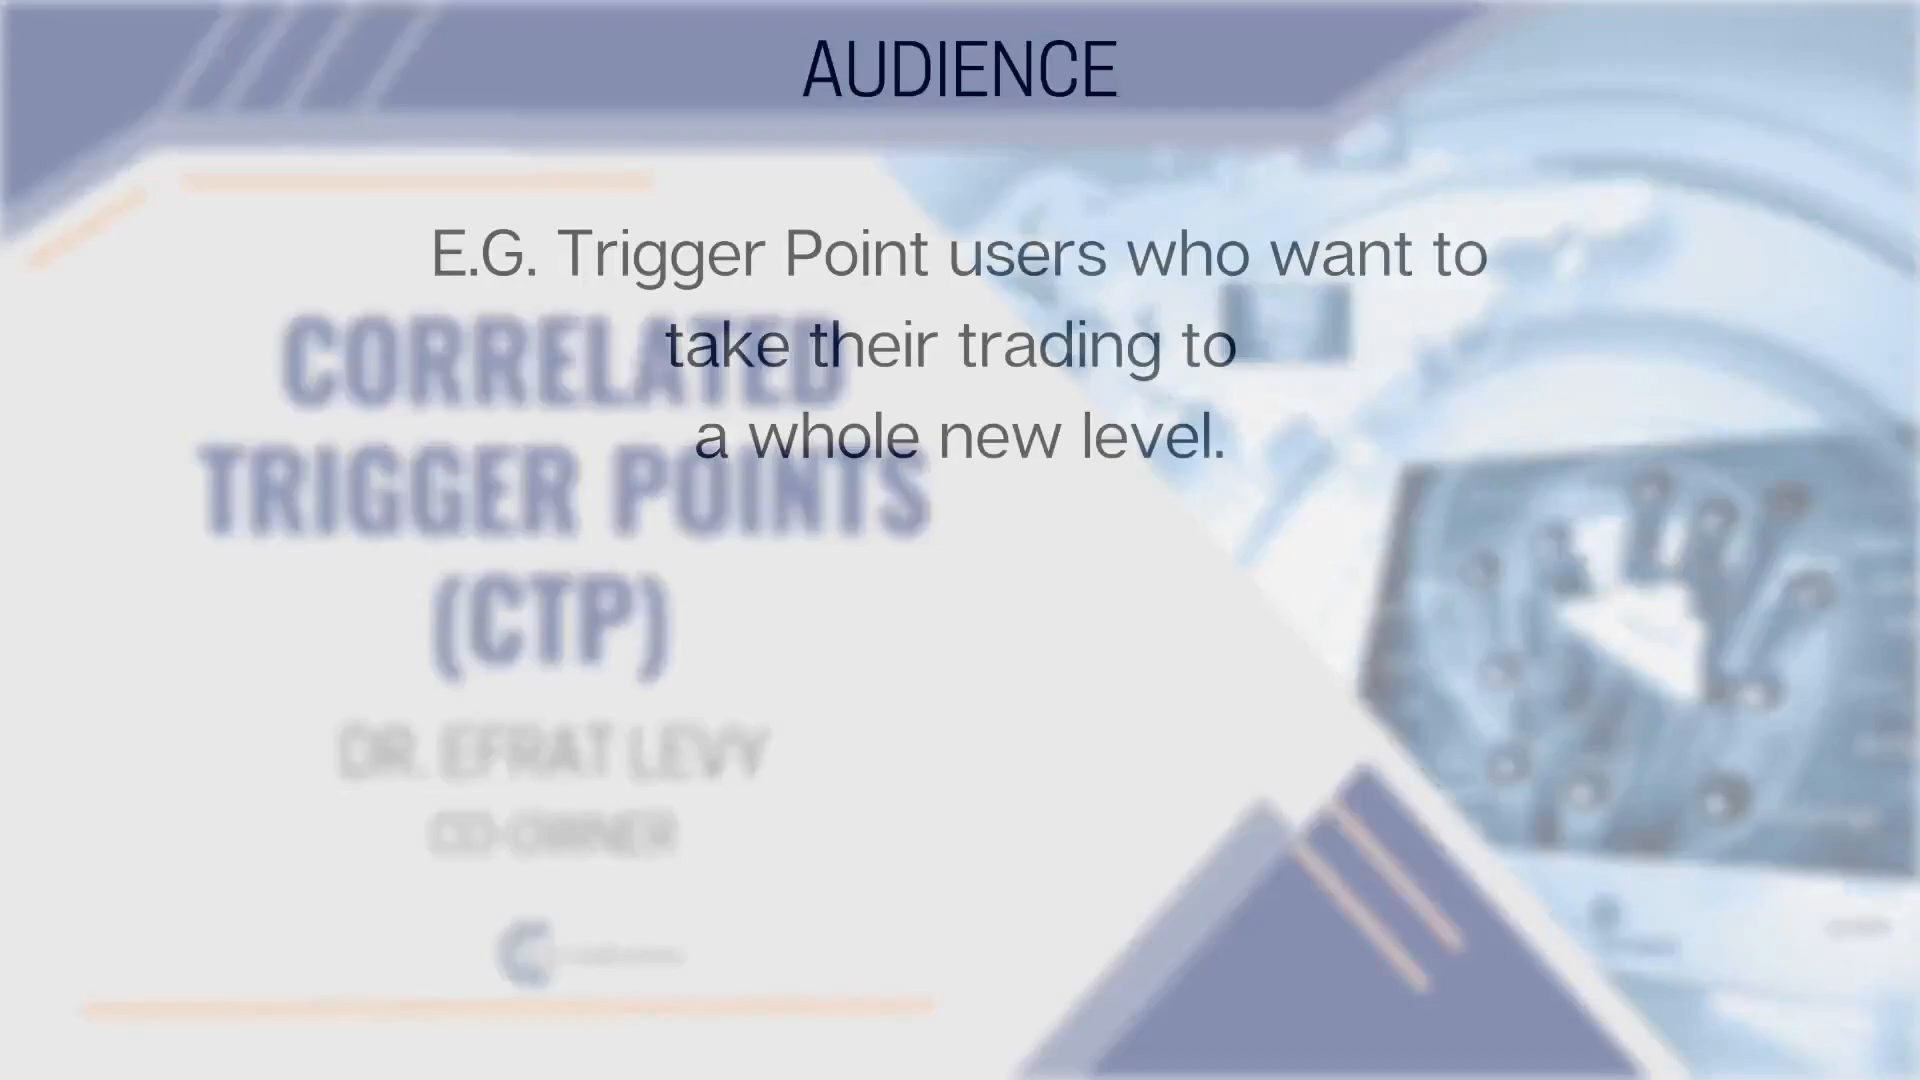 AUDIENCE
E.G. Trigger Point users who want to
take their trading to
a whole new level.
CORRELATED
TRIGGER POINTS
(CTP)
DR. EFRAT LEVY
CO-OWNER